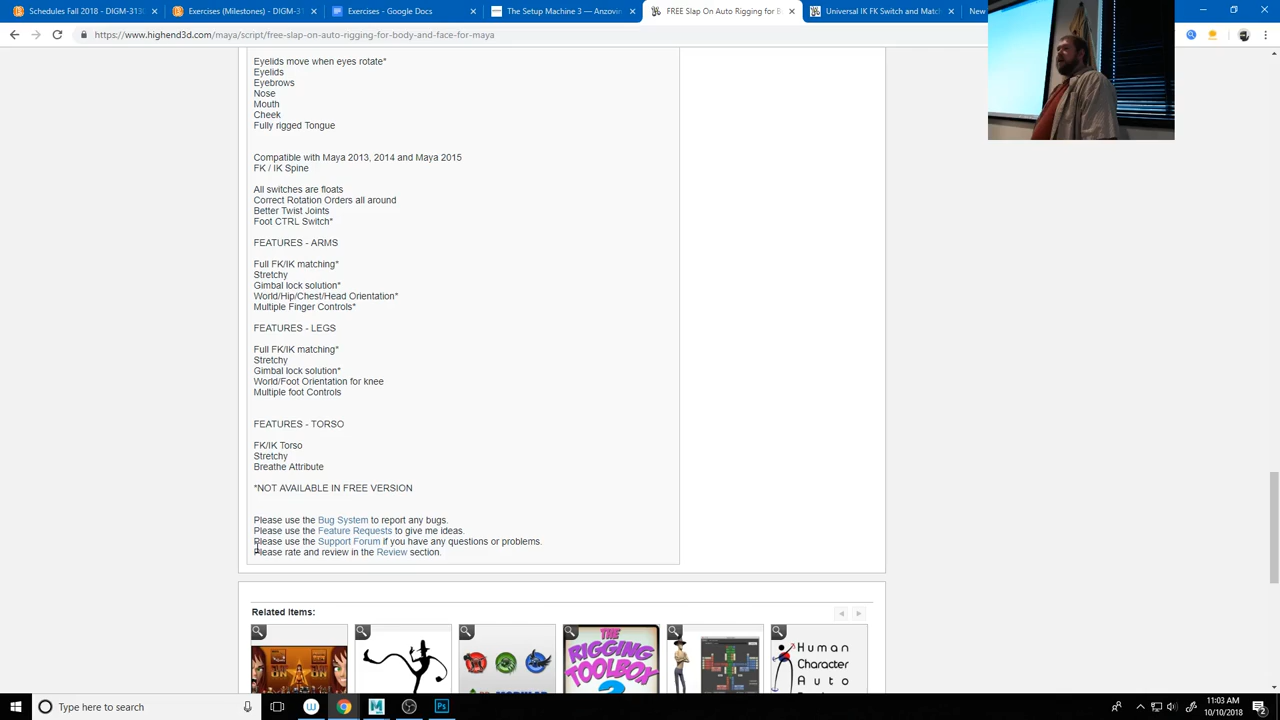 Schedules Fall 2018 - DIGM-313
Exercises (Milestones) - DIGM-31
Exercises - Google Docs
The Setup Machine 3 – Anzovin
FREE Slap On Auto Rigging for B
Universal IK FK Switch and Matc
New
https://www.highend3d.com/maya/script/free-slap-on-auto-rigging-for-body-and-face-for-maya
Eyelids move when eyes rotate*
Eyelids
Eyebrows
Nose
Mouth
Cheek
Fully rigged Tongue
Compatible with Maya 2013, 2014 and Maya 2015
FK / IK Spine
All switches are floats
Correct Rotation Orders all around
Better Twist Joints
Foot CTRL Switch*
FEATURES - ARMS
Full FK/IK matching*
Stretchy
Gimbal lock solution*
World/Hip/Chest/Head Orientation*
Multiple Finger Controls*
FEATURES - LEGS
Full FK/IK matching*
Stretchy
Gimbal lock solution*
World/Foot Orientation for knee
Multiple foot Controls
FEATURES - TORSO
FK/IK Torso
Stretchy
Breathe Attribute
*NOT AVAILABLE IN FREE VERSION
Please use the Bug System to report any bugs.
Please use the Feature Requests to give me ideas.
Please use the Support Forum if you have any questions or problems.
Please rate and review in the Review section.
Related Items:
THE
RIGGING
TOOLBOX
2
Human
Character
Auto
Type here to search
11:03 AM
10/10/2018